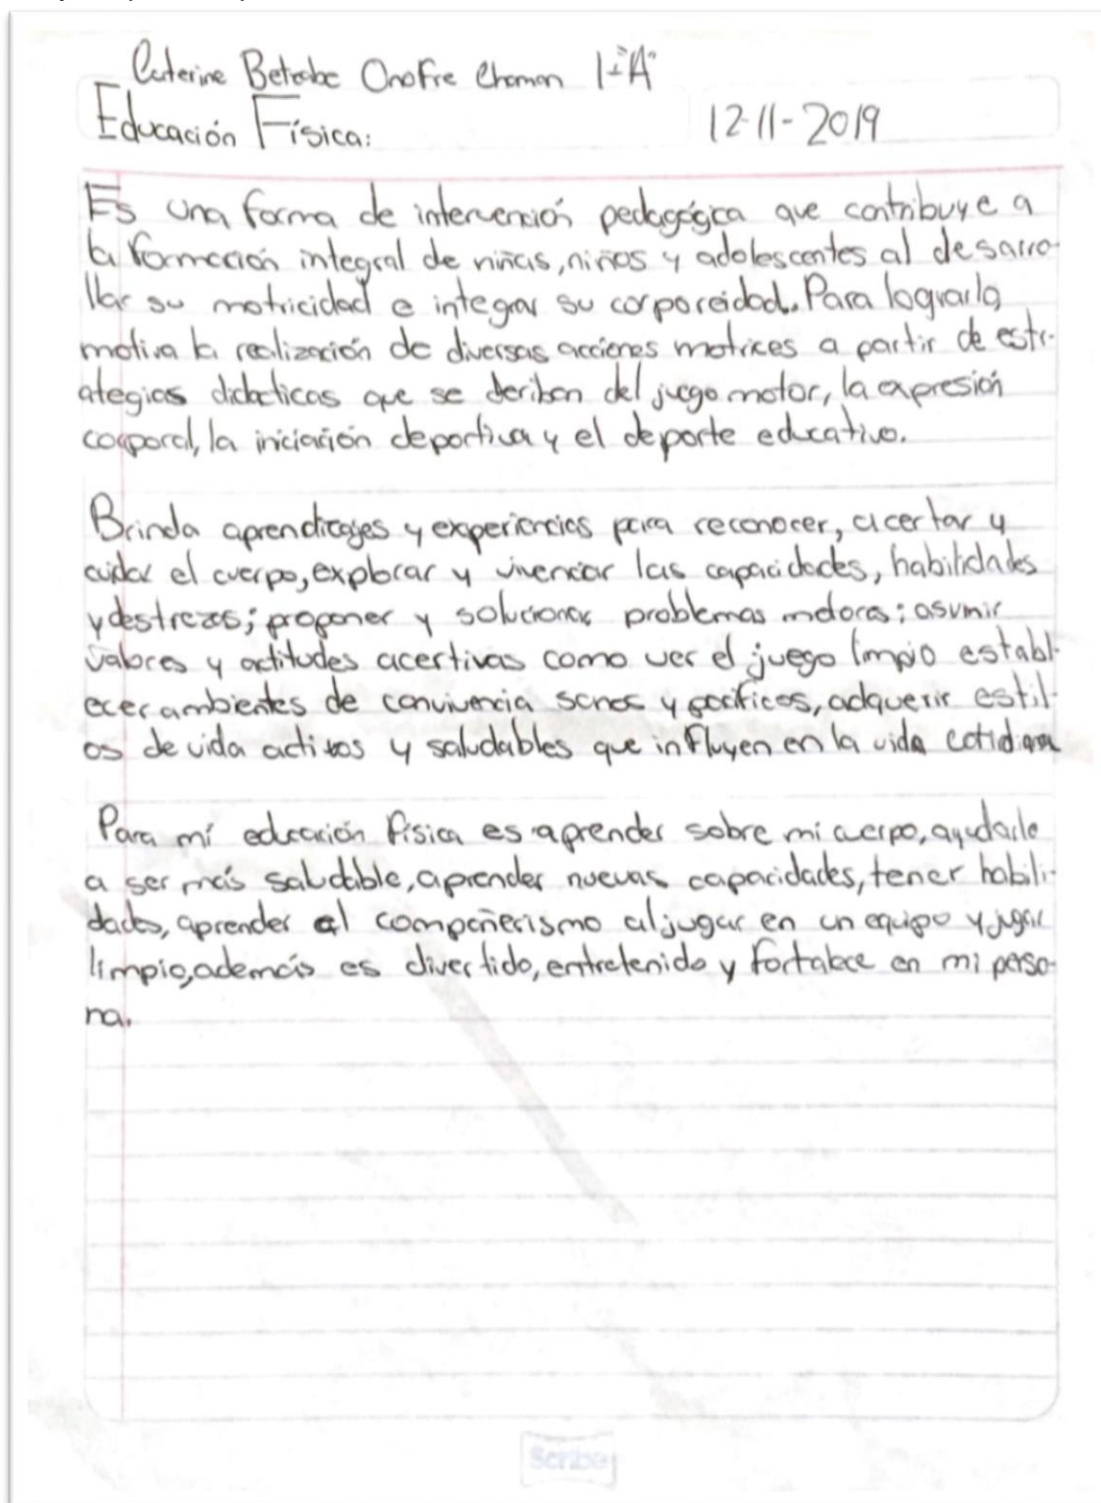 Caterine Betzabe Onofre Chaman 1-"A"
Educación Física:
12-11-2019
Es una forma de intervención pedagógica que contribuye a
la formación integral de niñas, niños y adolescentes al desarro-
llar su motricidad e integrar su corporeidad. Para lograrlo,
motiva la realización de diversas acciones motrices a partir de estr-
ategias didacticas que se deriban del juego motor, la expresión
corporal, la iniciación deportiva y el deporte educativo.
Brinda aprendizajes y experiencias para reconocer, acertar y
cuidar el cuerpo, explorar y vivenciar las capacidades, habilidades
y destrezas; proponer y solucionar problemas motores; asumir
valores y actitudes acertivas como ver el juego limpio establ-
ecer ambientes de convivencia sanos y pacificos, adquerir estil-
os de vida activos y saludables que influyen en la vida cotidiana
Para mí educación física es aprender sobre mi cuerpo, ayudarle
a ser más saludable, aprender nuevas capacidades, tener habili-
dades, aprender el compañerismo al jugar en un equipo y jugar
limpio, además es divertido, entretenido y fortalece en mi perso-
na.
Scribe